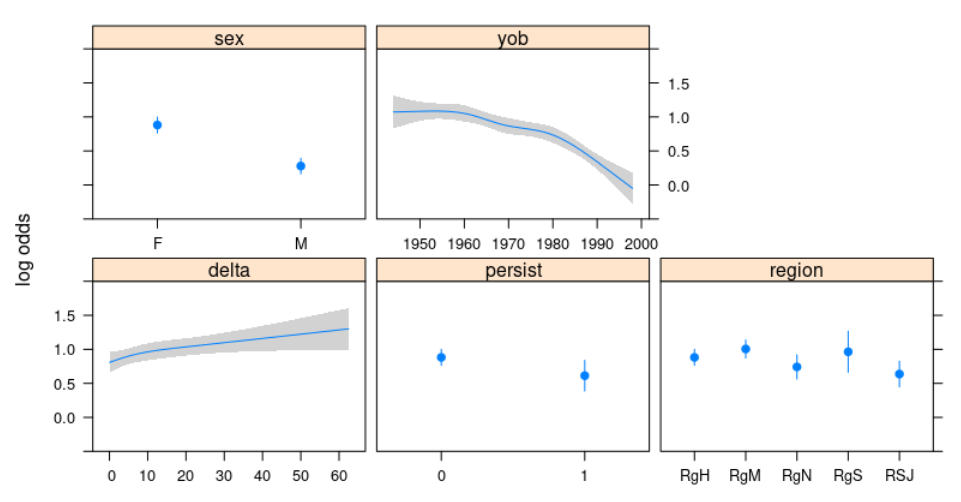 sex
yob
1.5
1.0
0.5
0.0
F M
1950 1960 1970 1980 1990 2000
log odds
delta
persist
region
1.5
1.0
0.5
0.0
0 10 20 30 40 50 60
0 1
RgH RgM RgN RgS RSJ